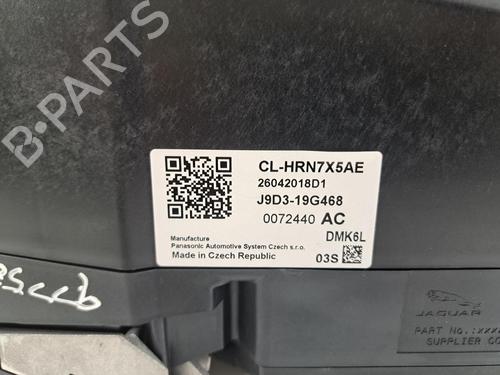 B-PARTS
CL-HRN7X5AE
26042018D1
J9D3-19G468
0072440 AC
DMK6L
Manufacture
Panasonic Automotive System Czech s.r.o.
Made in Czech Republic
03S
JAGUAR
PART No.:
SUPPLIER